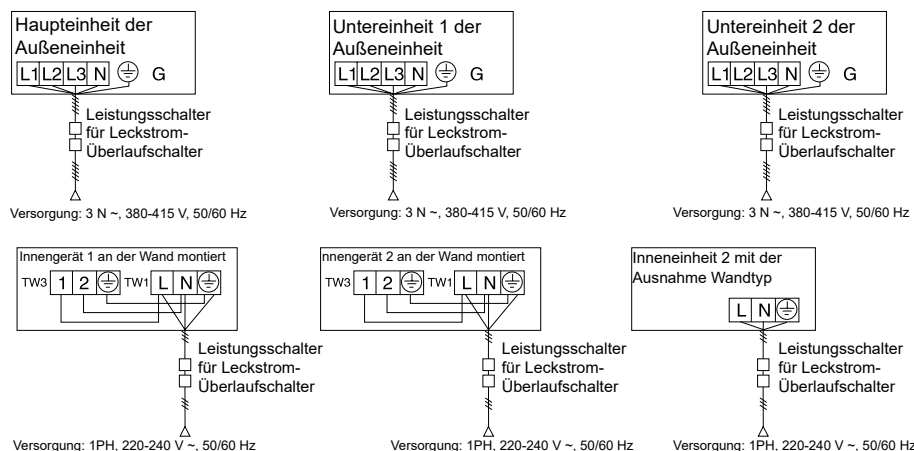 Haupteinheit der
Außeneinheit
L1 L2 L3 N G
Leistungsschalter
für Leckstrom-
Überlaufschalter
Versorgung: 3 N ~, 380-415 V, 50/60 Hz
Untereinheit 1 der
Außeneinheit
L1 L2 L3 N G
Leistungsschalter
für Leckstrom-
Überlaufschalter
Versorgung: 3 N ~, 380-415 V, 50/60 Hz
Untereinheit 2 der
Außeneinheit
L1 L2 L3 N G
Leistungsschalter
für Leckstrom-
Überlaufschalter
Versorgung: 3 N ~, 380-415 V, 50/60 Hz
Innengerät 1 an der Wand montiert
TW3 1 2 TW1 L N
Leistungsschalter
für Leckstrom-
Überlaufschalter
Versorgung: 1PH, 220-240 V ~, 50/60 Hz
nnengerät 2 an der Wand montiert
TW3 1 2 TW1 L N
Leistungsschalter
für Leckstrom-
Überlaufschalter
Versorgung: 1PH, 220-240 V ~, 50/60 Hz
Inneneinheit 2 mit der
Ausnahme Wandtyp
L N
Leistungsschalter
für Leckstrom-
Überlaufschalter
Versorgung: 1PH, 220-240 V ~, 50/60 Hz